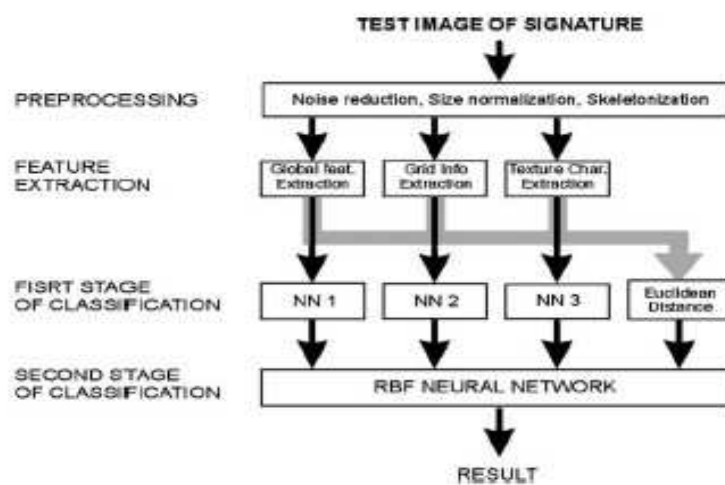 TEST IMAGE OF SIGNATURE
PREPROCESSING
Noise reduction, Size normalization, Skeletonization
FEATURE
EXTRACTION
Global feat.
Extraction
Grid Info
Extraction
Texture Char.
Extraction
FISRT STAGE
OF CLASSIFICATION
NN 1
NN 2
NN 3
Euclidean
Distance
SECOND STAGE
OF CLASSIFICATION
RBF NEURAL NETWORK
RESULT